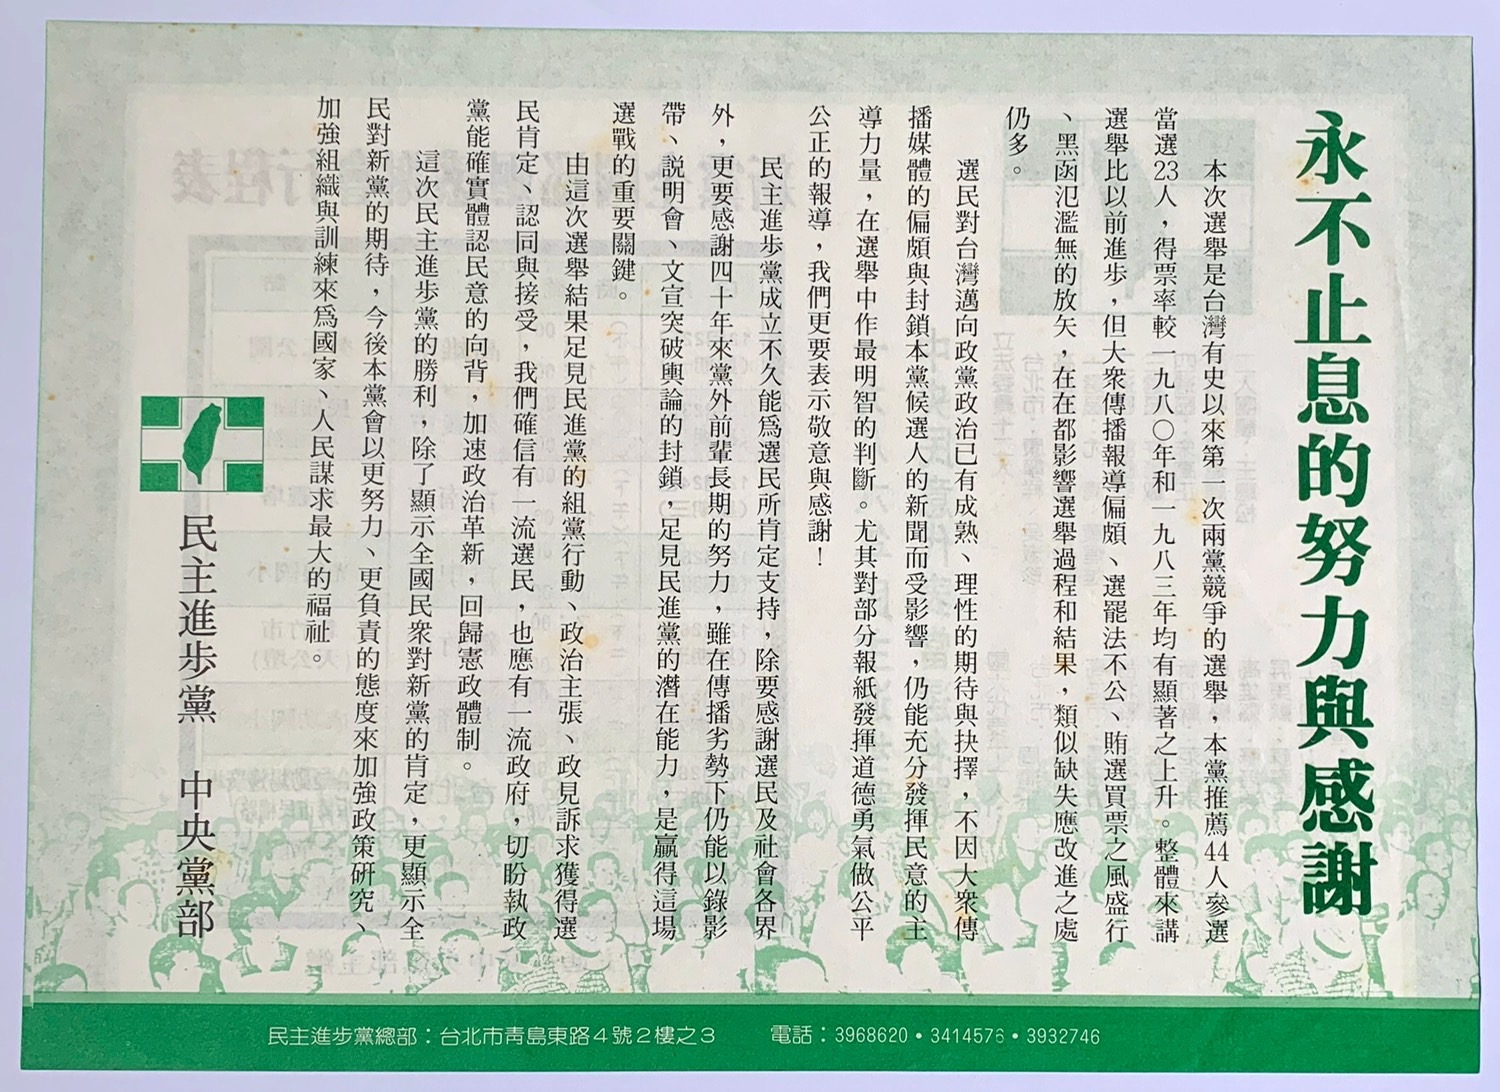 永不止息的努力與感謝
本次選舉是台灣有史以來第一次兩黨競爭的選舉，本黨推薦44人參選
當選23人，得票率較一九八〇年和一九八三年均有顯著之上升。整體來講
選舉比以前進步，但大眾傳播報導偏頗、選罷法不公、賄選買票之風盛行
、黑函氾濫無的放矢，在在都影響選舉過程和結果，類似缺失應改進之處
仍多。
選民對台灣邁向政黨政治已有成熟、理性的期待與抉擇，不因大眾傳
播媒體的偏頗與封鎖本黨候選人的新聞而受影響，仍能充分發揮民意的主
導力量，在選舉中作最明智的判斷。尤其對部分報紙發揮道德勇氣做公平
公正的報導，我們更要表示敬意與感謝！
民主進步黨成立不久能為選民所肯定支持，除要感謝選民及社會各界
外，更要感謝四十年來黨外前輩長期的努力，雖在傳播劣勢下仍能以錄影
帶、說明會、文宣突破輿論的封鎖，足見民進黨的潛在能力，是贏得這場
選戰的重要關鍵。
由這次選舉結果足見民進黨的組黨行動、政治主張、政見訴求獲得選
民肯定、認同與接受，我們確信有一流選民，也應有一流政府，切盼執政
黨能確實體認民意的向背，加速政治革新，回歸憲政體制。
這次民主進步黨的勝利，除了顯示全國民眾對新黨的肯定，更顯示全
民對新黨的期待，今後本黨會以更努力、更負責的態度來加強政策研究、
加強組織與訓練來為國家、人民謀求最大的福祉。
民主進步黨 中央黨部
民主進步黨總部：台北市青島東路4號2樓之3 電話：3968620・3414576・3932746